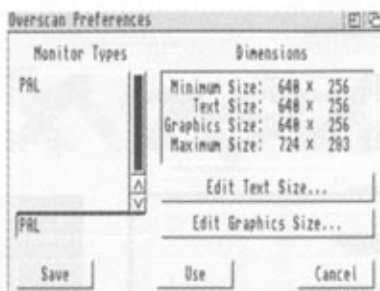 Overscan Preferences
Monitor Types
PAL
PAL
Dimensions
Minimum Size: 640 X 256
Text Size: 640 X 256
Graphics Size: 640 X 256
Maximum Size: 724 X 283
Edit Text Size...
Edit Graphics Size...
Save
Use
Cancel